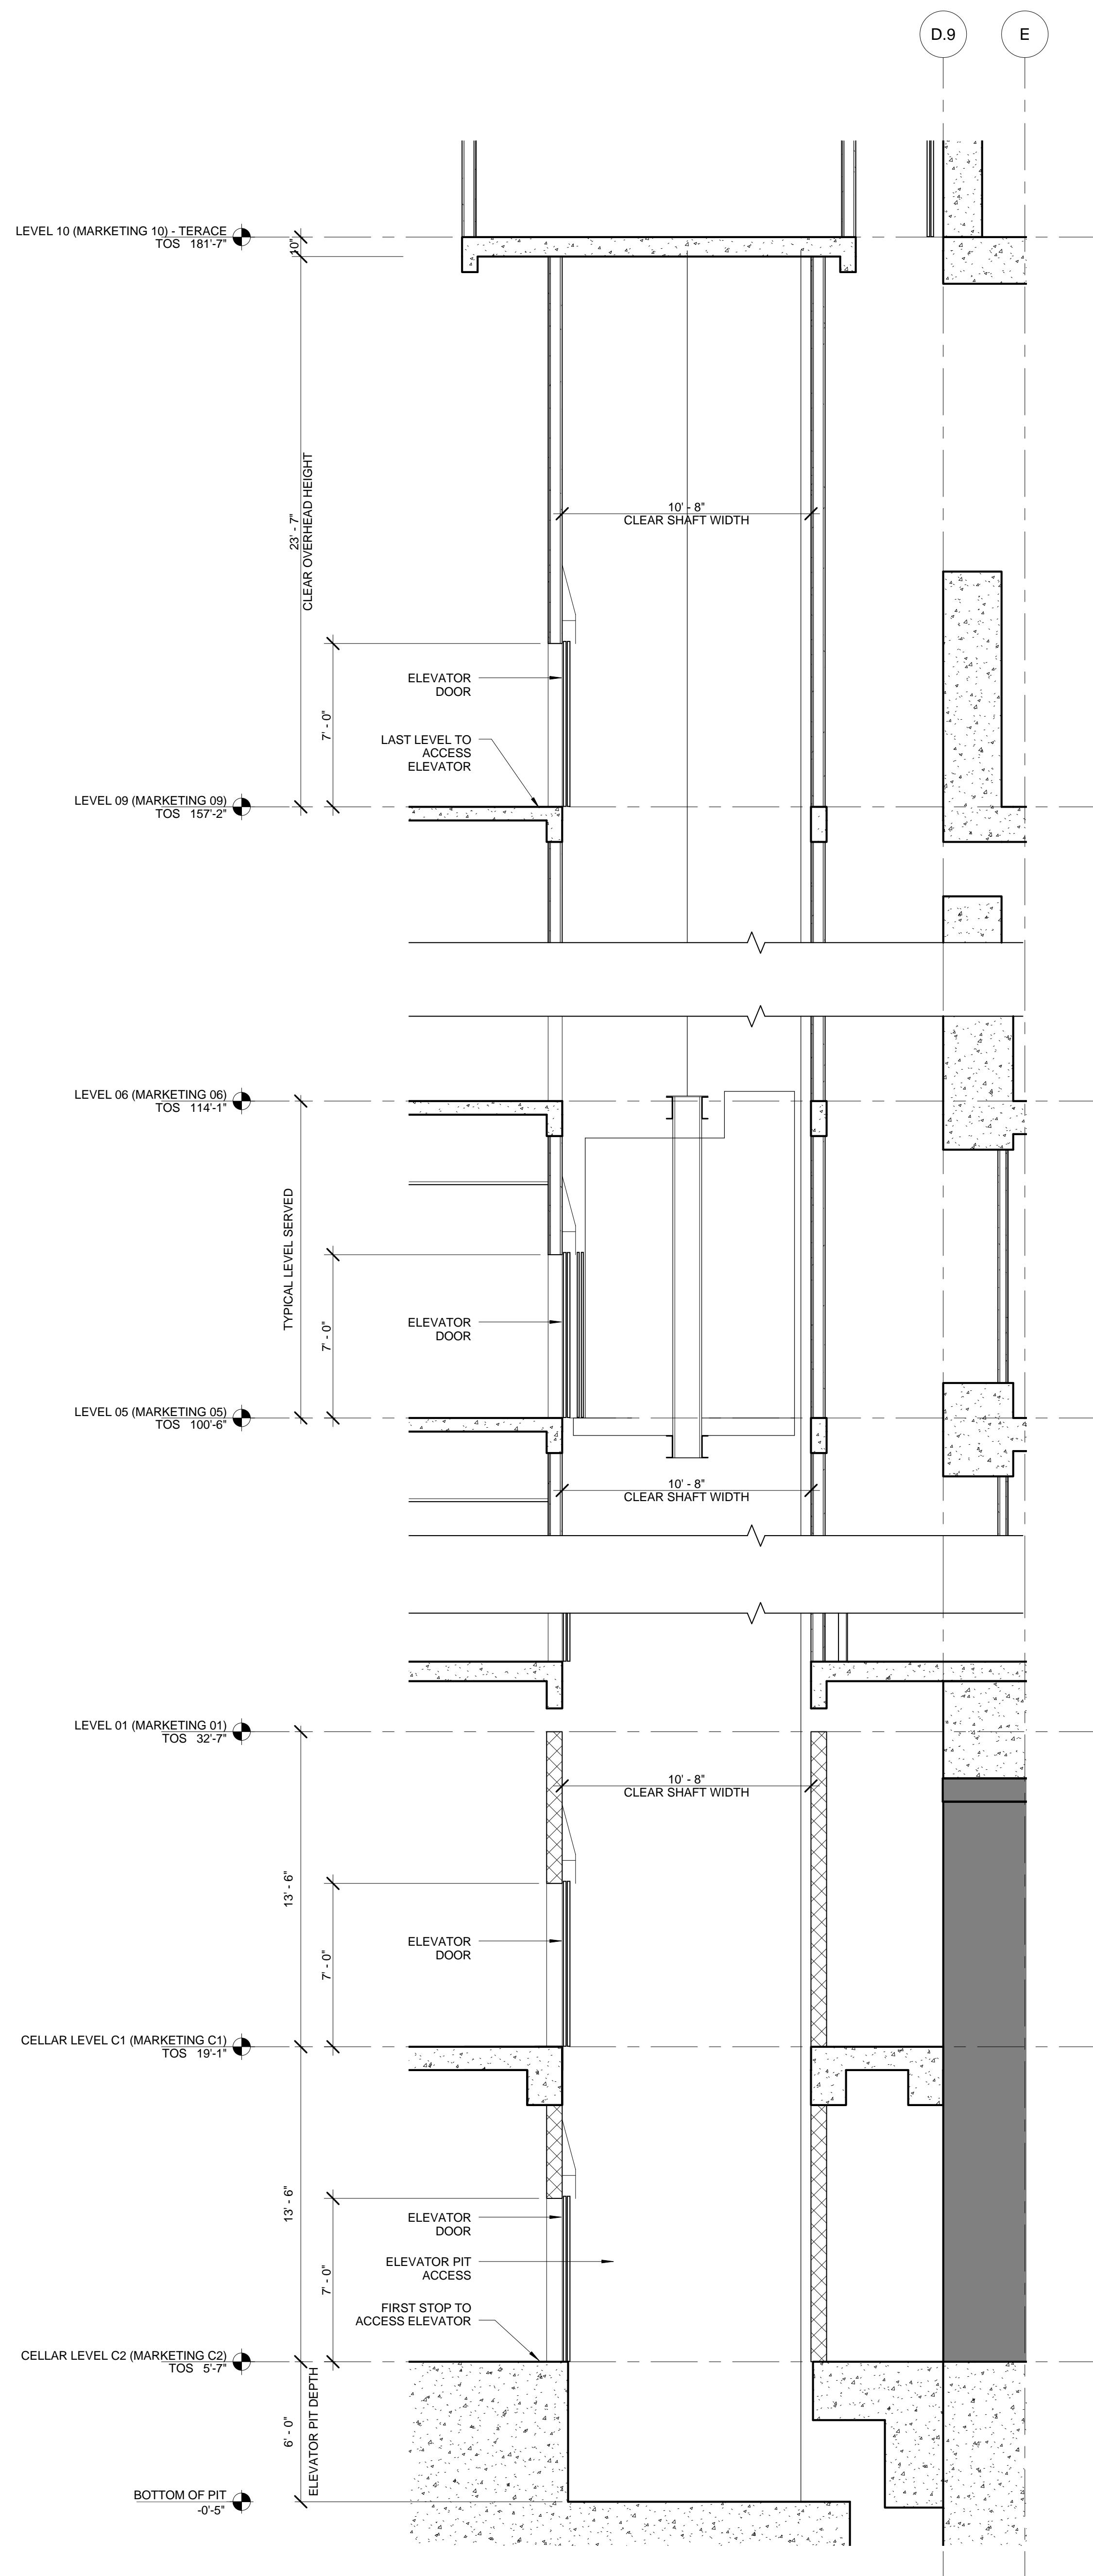 D.9
E
LEVEL 10 (MARKETING 10) - TERACE
TOS 181'-7"
10"
23' - 7"
CLEAR OVERHEAD HEIGHT
10' - 8"
CLEAR SHAFT WIDTH
7' - 0"
ELEVATOR
DOOR
LAST LEVEL TO
ACCESS
ELEVATOR
LEVEL 09 (MARKETING 09)
TOS 157'-2"
LEVEL 06 (MARKETING 06)
TOS 114'-1"
TYPICAL LEVEL SERVED
7' - 0"
ELEVATOR
DOOR
LEVEL 05 (MARKETING 05)
TOS 100'-6"
10' - 8"
CLEAR SHAFT WIDTH
LEVEL 01 (MARKETING 01)
TOS 32'-7"
10' - 8"
CLEAR SHAFT WIDTH
13' - 6"
7' - 0"
ELEVATOR
DOOR
CELLAR LEVEL C1 (MARKETING C1)
TOS 19'-1"
13' - 6"
7' - 0"
ELEVATOR
DOOR
ELEVATOR PIT
ACCESS
FIRST STOP TO
ACCESS ELEVATOR
CELLAR LEVEL C2 (MARKETING C2)
TOS 5'-7"
6' - 0"
ELEVATOR PIT DEPTH
BOTTOM OF PIT
-0'-5"